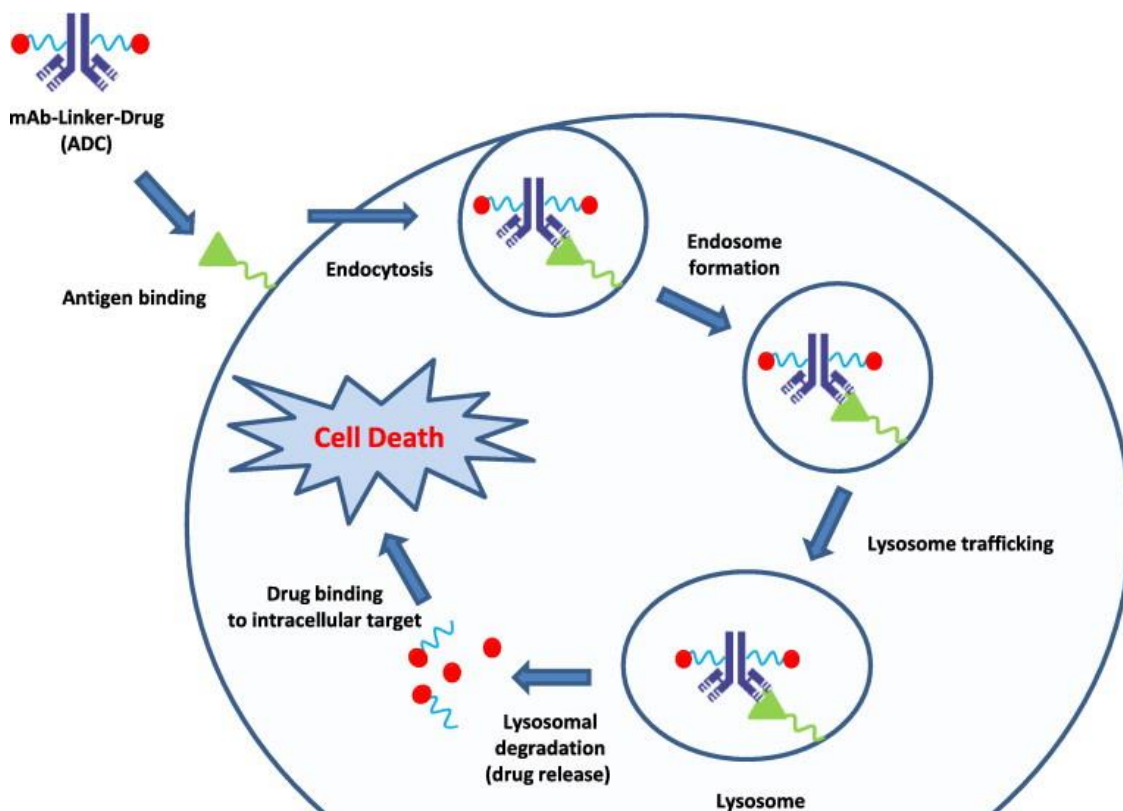 mAb-Linker-Drug
(ADC)
Antigen binding
Endocytosis
Endosome
formation
Lysosome trafficking
Lysosome
Lysosomal
degradation
(drug release)
Drug binding
to intracellular target
Cell Death